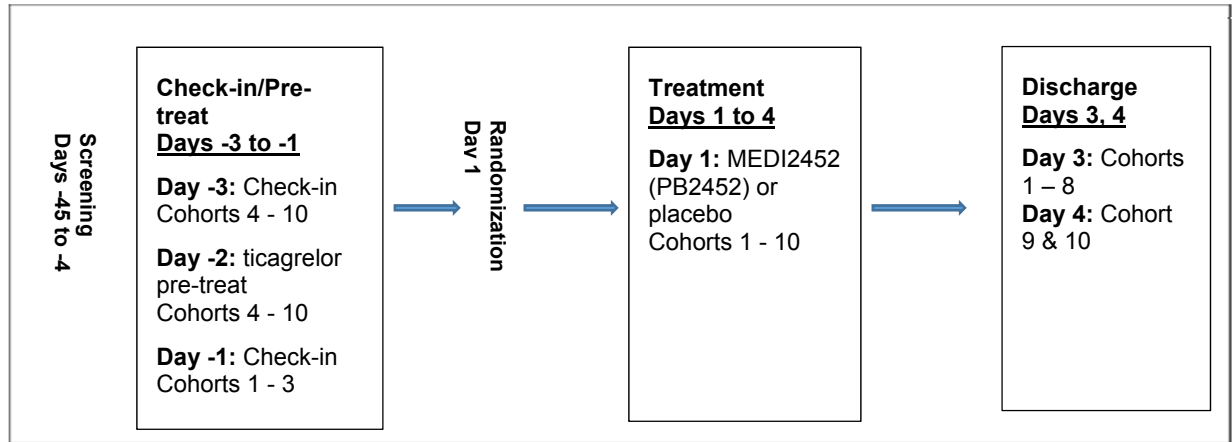 Screening
Days -45 to -4
Check-in/Pre-
treat
Days -3 to -1
Day -3: Check-in
Cohorts 4 - 10
Day -2: ticagrelor
pre-treat
Cohorts 4 - 10
Day -1: Check-in
Cohorts 1 - 3
Randomization
Day 1
Treatment
Days 1 to 4
Day 1: MEDI2452
(PB2452) or
placebo
Cohorts 1 - 10
Discharge
Days 3, 4
Day 3: Cohorts
1 – 8
Day 4: Cohort
9 & 10